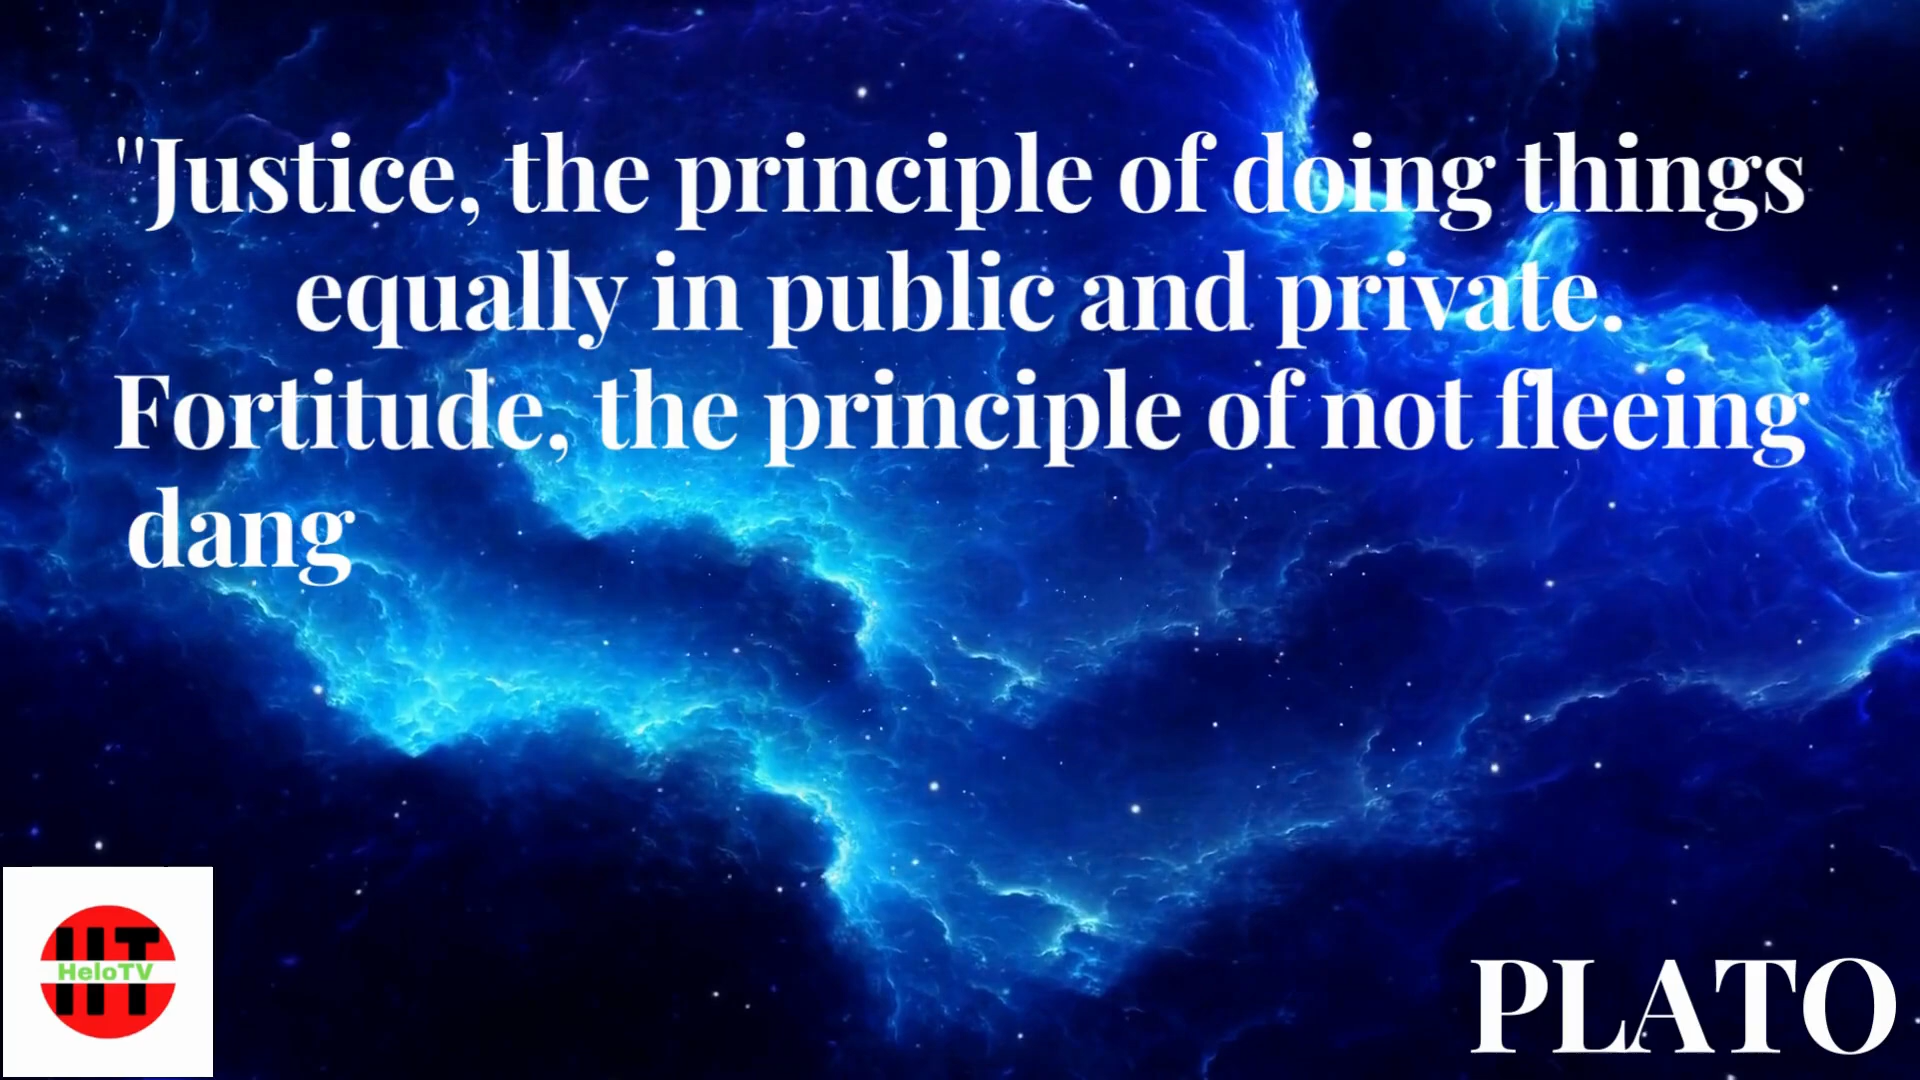 "Justice, the principle of doing things
equally in public and private.
Fortitude, the principle of not fleeing
dang
HeloTV
PLATO